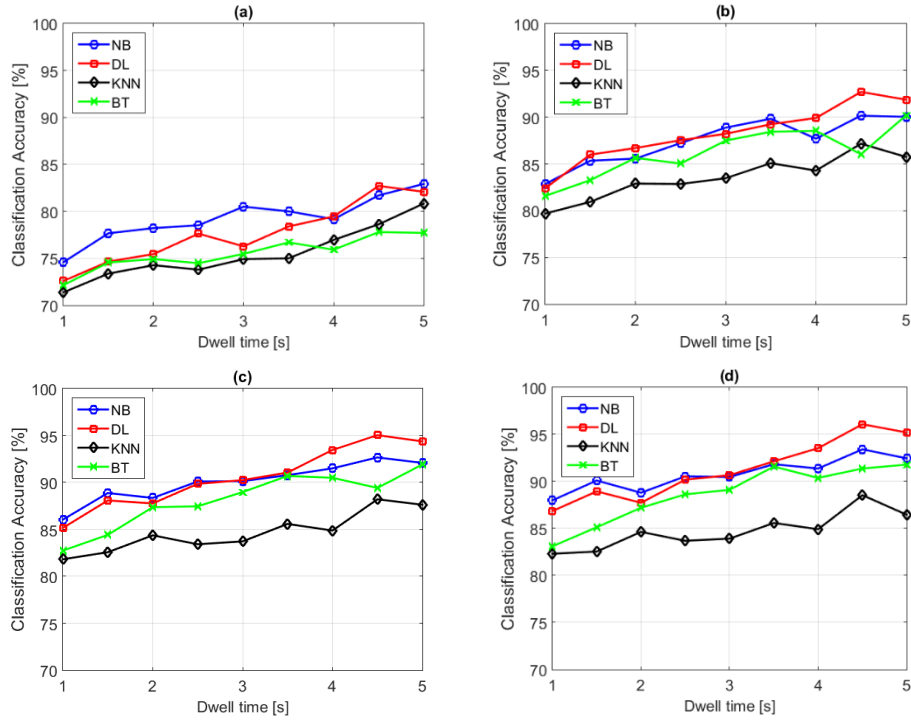 (a)
100
95
90
85
80
75
70
Classification Accuracy [%]
NB
DL
KNN
BT
1 2 3 4 5
Dwell time [s]
(b)
100
95
90
85
80
75
70
Classification Accuracy [%]
NB
DL
KNN
BT
1 2 3 4 5
Dwell time [s]
(c)
100
95
90
85
80
75
70
Classification Accuracy [%]
NB
DL
KNN
BT
1 2 3 4 5
Dwell time [s]
(d)
100
95
90
85
80
75
70
Classification Accuracy [%]
NB
DL
KNN
BT
1 2 3 4 5
Dwell time [s]